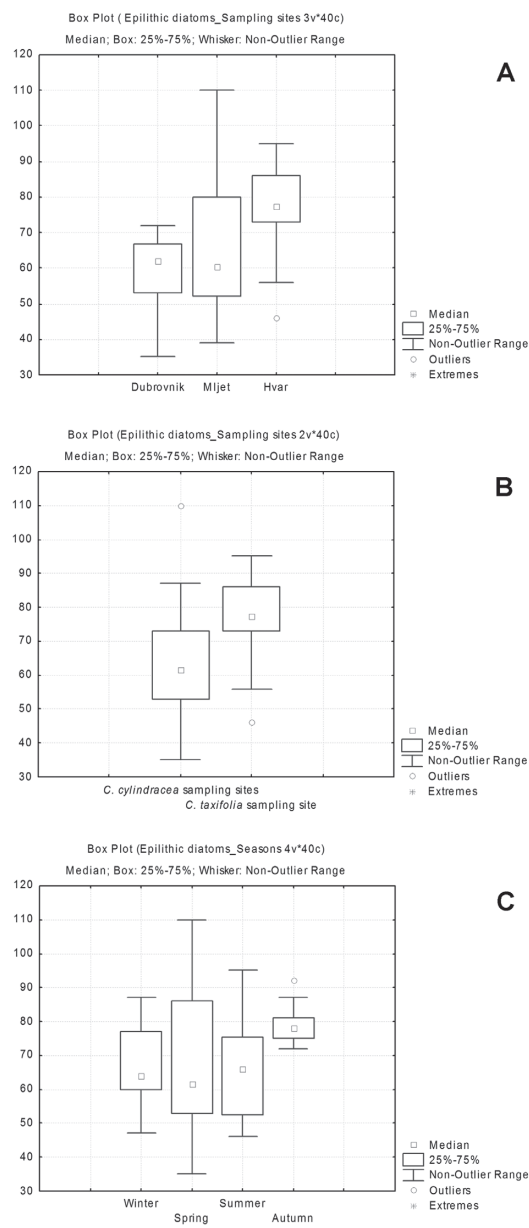 Box Plot ( Epilithic diatoms_Sampling sites 3v*40c)
Median; Box: 25%-75%; Whisker: Non-Outlier Range
A
120
110
100
90
80
70
60
50
40
30
Dubrovnik Mljet Hvar
Median
25%-75%
Non-Outlier Range
Outliers
Extremes
Box Plot (Epilithic diatoms_Sampling sites 2v*40c)
Median; Box: 25%-75%; Whisker: Non-Outlier Range
B
120
110
100
90
80
70
60
50
40
30
C. cylindracea sampling sites
C. taxifolia sampling site
Median
25%-75%
Non-Outlier Range
Outliers
Extremes
Box Plot (Epilithic diatoms_Seasons 4v*40c)
Median; Box: 25%-75%; Whisker: Non-Outlier Range
C
120
110
100
90
80
70
60
50
40
30
Winter Summer
Spring Autumn
Median
25%-75%
Non-Outlier Range
Outliers
Extremes